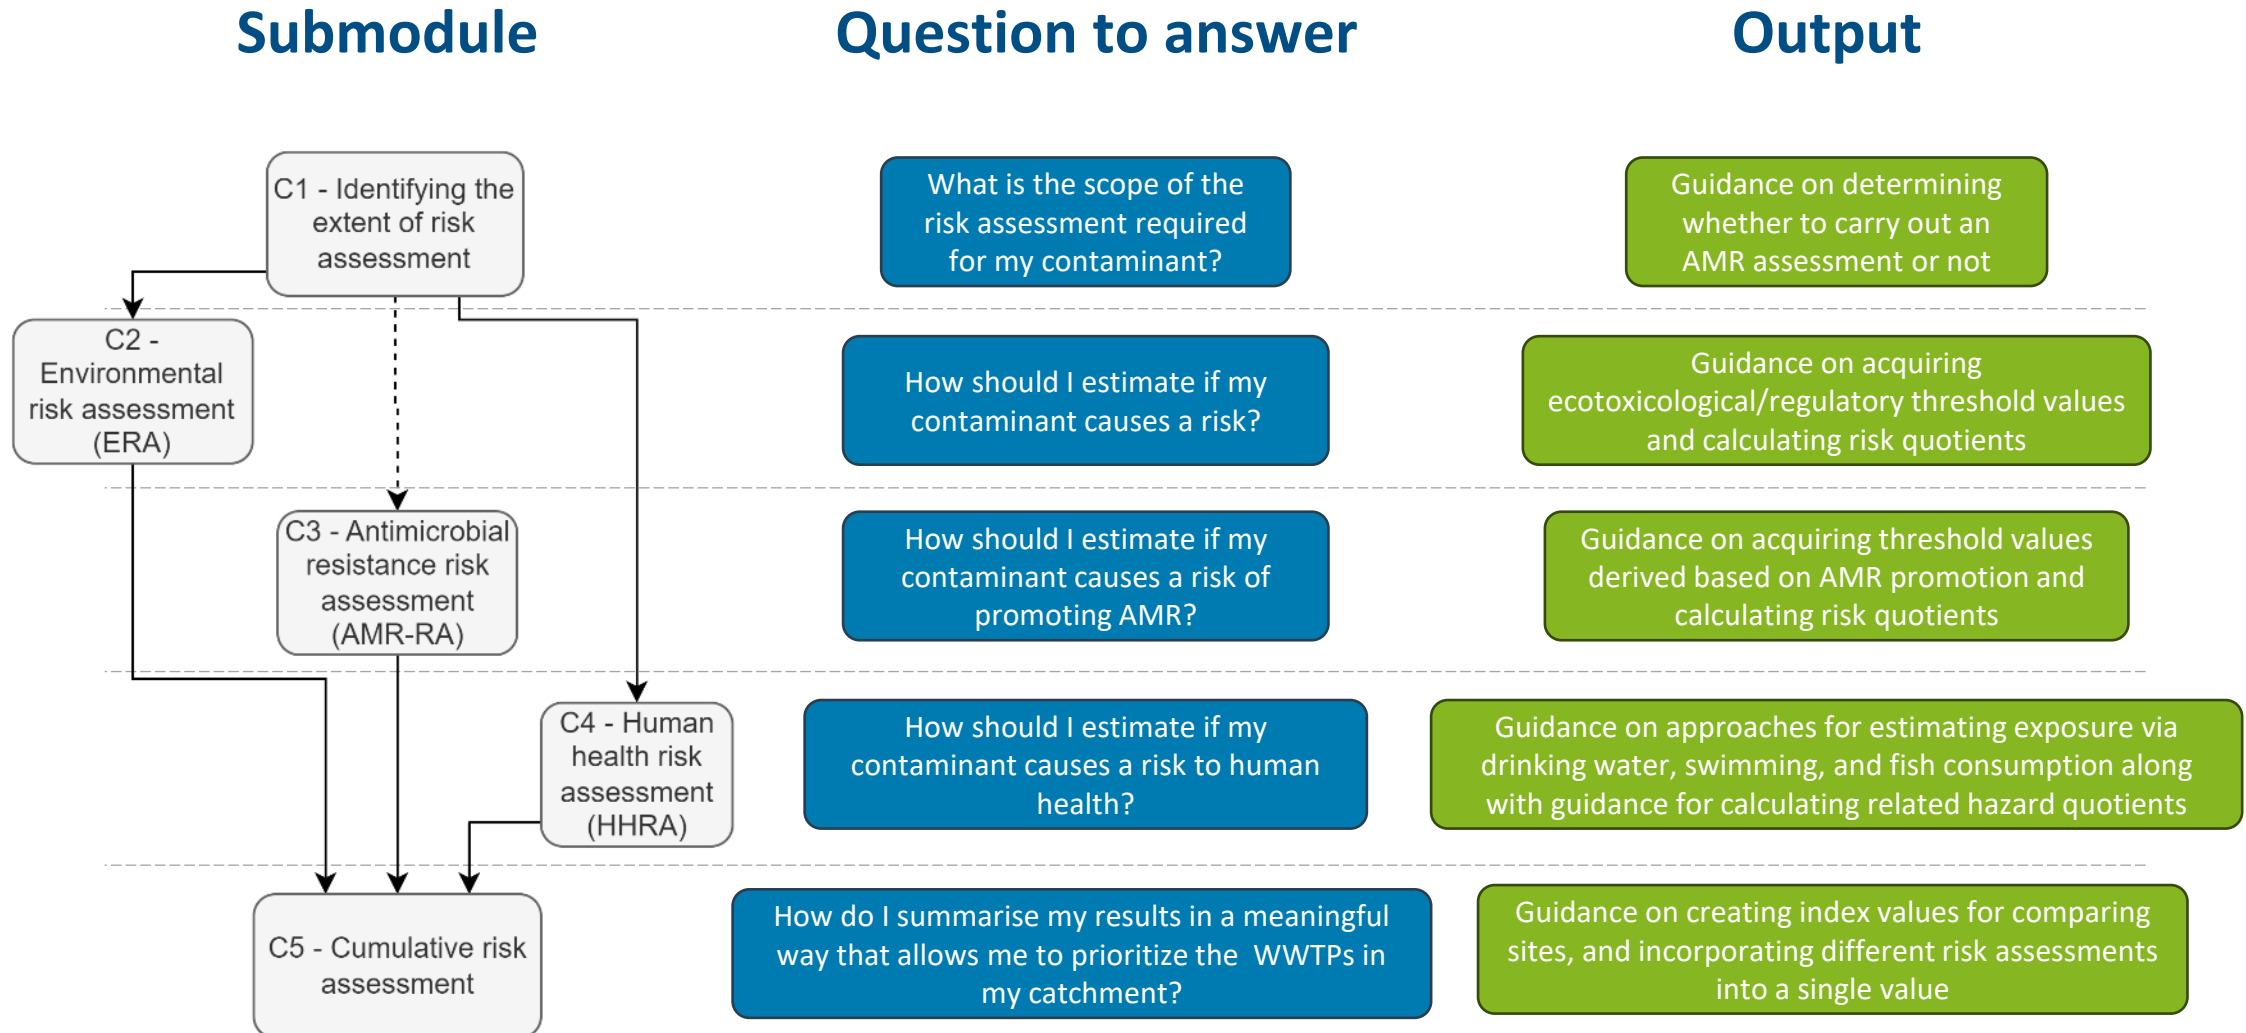 Submodule
Question to answer
Output
C1 - Identifying the
extent of risk
assessment
What is the scope of the
risk assessment required
for my contaminant?
Guidance on determining
whether to carry out an
AMR assessment or not
C2 -
Environmental
risk assessment
(ERA)
How should I estimate if my
contaminant causes a risk?
Guidance on acquiring
ecotoxicological/regulatory threshold values
and calculating risk quotients
C3 - Antimicrobial
resistance risk
assessment
(AMR-RA)
How should I estimate if my
contaminant causes a risk of
promoting AMR?
Guidance on acquiring threshold values
derived based on AMR promotion and
calculating risk quotients
C4 - Human
health risk
assessment
(HHRA)
How should I estimate if my
contaminant causes a risk to human
health?
Guidance on approaches for estimating exposure via
drinking water, swimming, and fish consumption along
with guidance for calculating related hazard quotients
C5 - Cumulative risk
assessment
How do I summarise my results in a meaningful
way that allows me to prioritize the WWTPs in
my catchment?
Guidance on creating index values for comparing
sites, and incorporating different risk assessments
into a single value